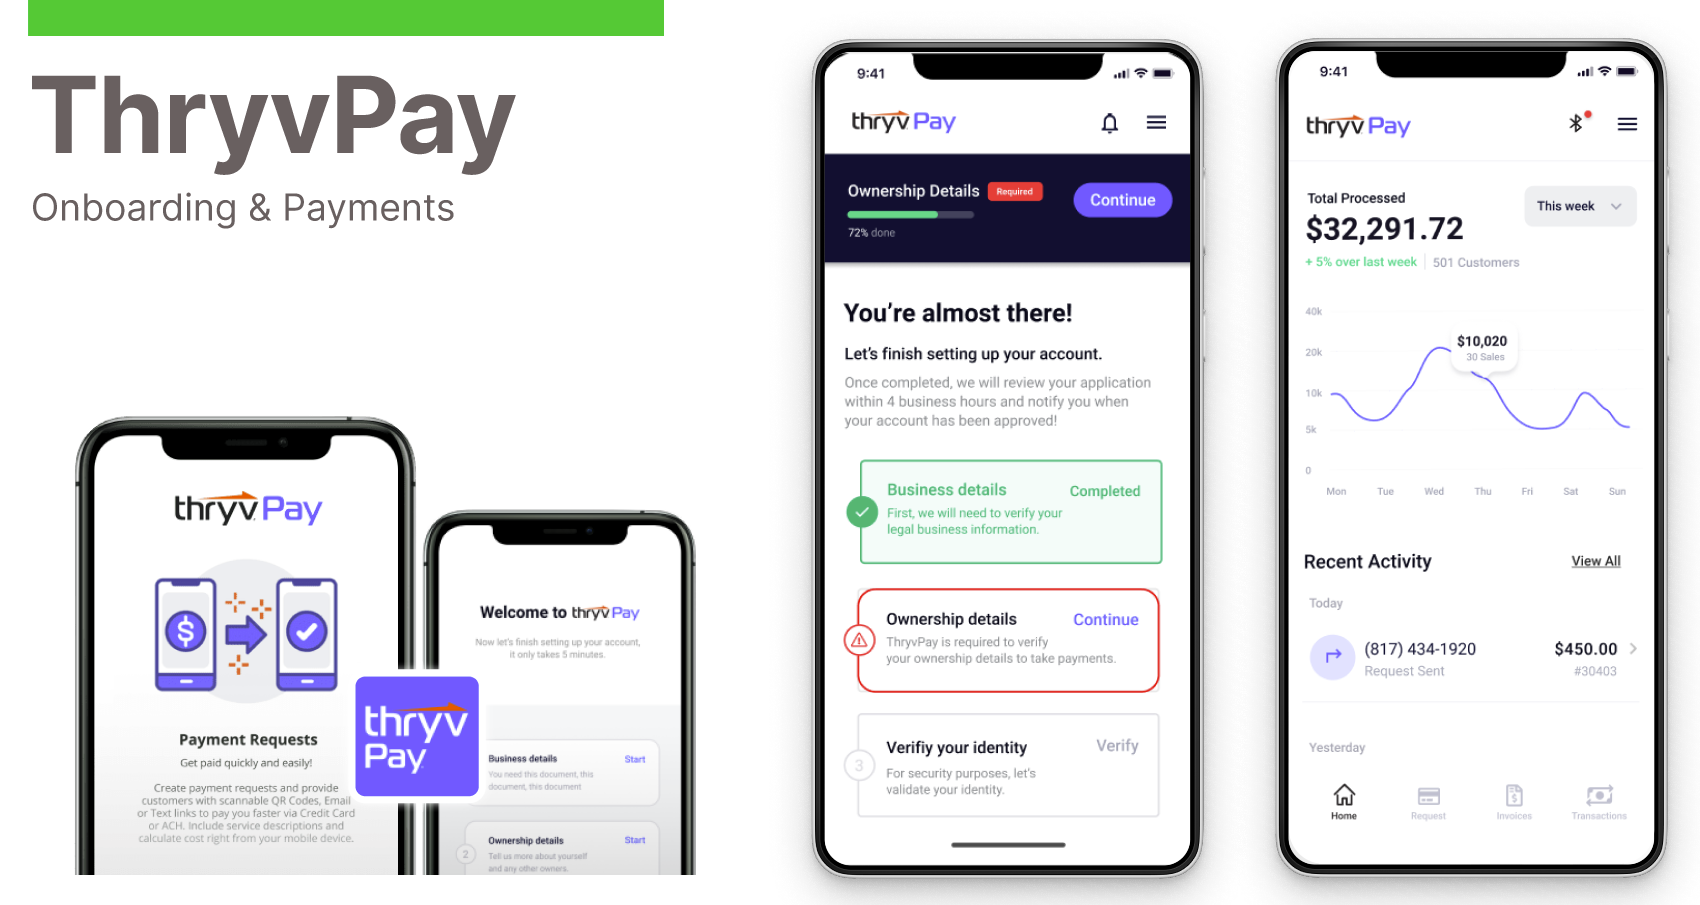 ThryvPay
Onboarding & Payments
thryv Pay
Payment Requests
Get paid quickly and easily!
Create payment requests and provide
customers with scannable QR Codes, Email
or Text links to pay you faster via Credit Card
or ACH. Include service descriptions and
calculate cost right from your mobile device.
thryv
Pay
Welcome to thryv Pay
Now let's finish setting up your account,
it only takes 5 minutes.
Business details Start
You need this document, this
document, this document
2
Ownership details Start
Tell us more about yourself
and any other owners.
9:41
thryv Pay
Ownership Details Required
Continue
72% done
You're almost there!
Let's finish setting up your account.
Once completed, we will review your application
within 4 business hours and notify you when
your account has been approved!
Business details Completed
First, we will need to verify your
legal business information.
Ownership details Continue
ThryvPay is required to verify
your ownership details to take payments.
3
Verifiy your identity Verify
For security purposes, let's
validate your identity.
9:41
thryv Pay
Total Processed
This week
$32,291.72
+ 5% over last week 501 Customers
40k
20k
10k
5k
0
$10,020
30 Sales
Mon Tue Wed Thu Fri Sat Sun
Recent Activity View All
Today
(817) 434-1920 $450.00
Request Sent #30403
Yesterday
Home Request Invoices Transactions